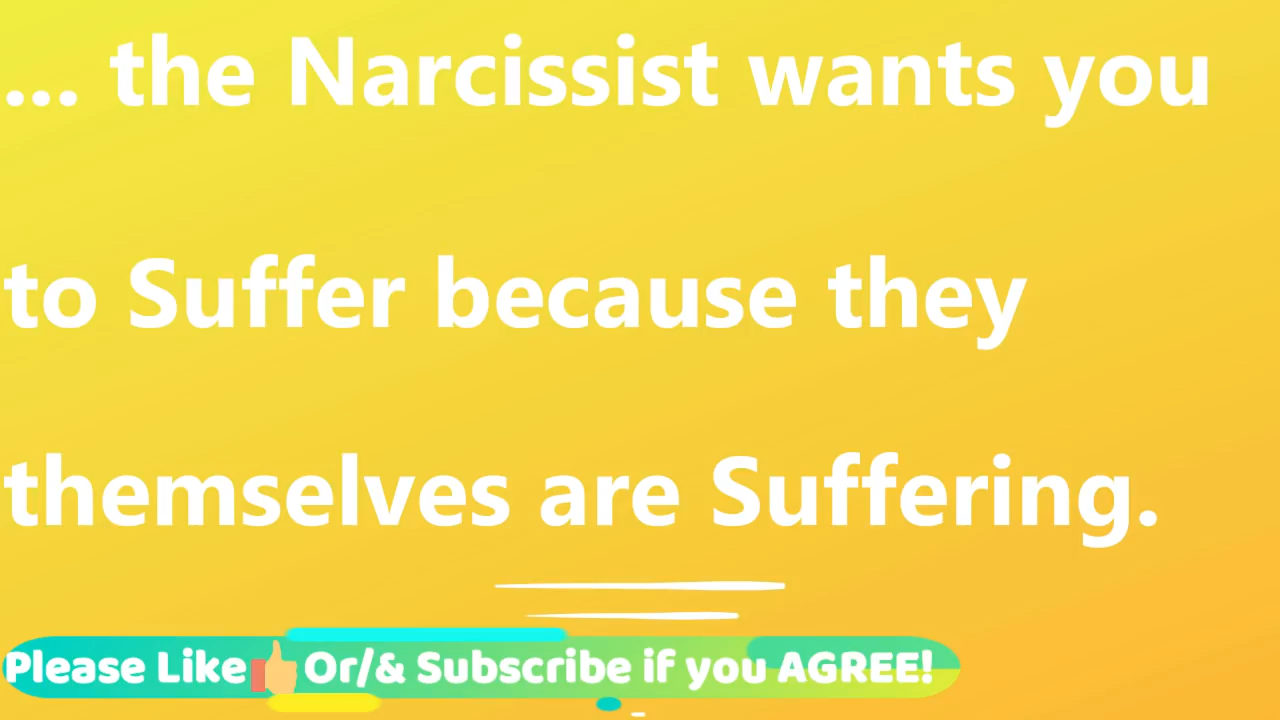 ... the Narcissist wants you
to Suffer because they
themselves are Suffering.
Please Like Or/& Subscribe if you AGREE!